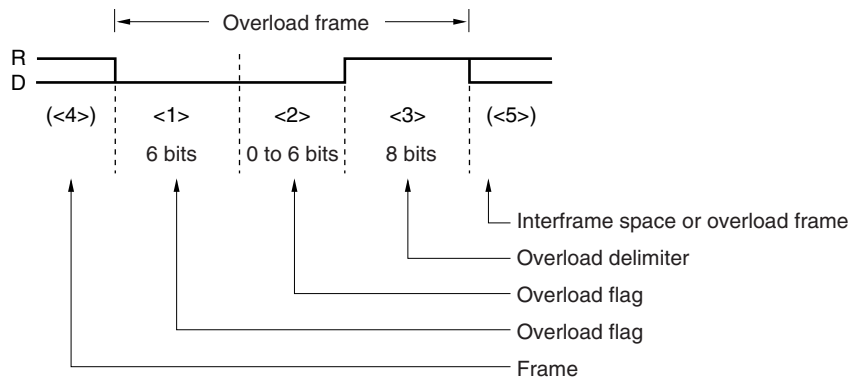 Overload frame
R
D
(<4>) <1> <2> <3> (<5>)
6 bits 0 to 6 bits 8 bits
Interframe space or overload frame
Overload delimiter
Overload flag
Overload flag
Frame